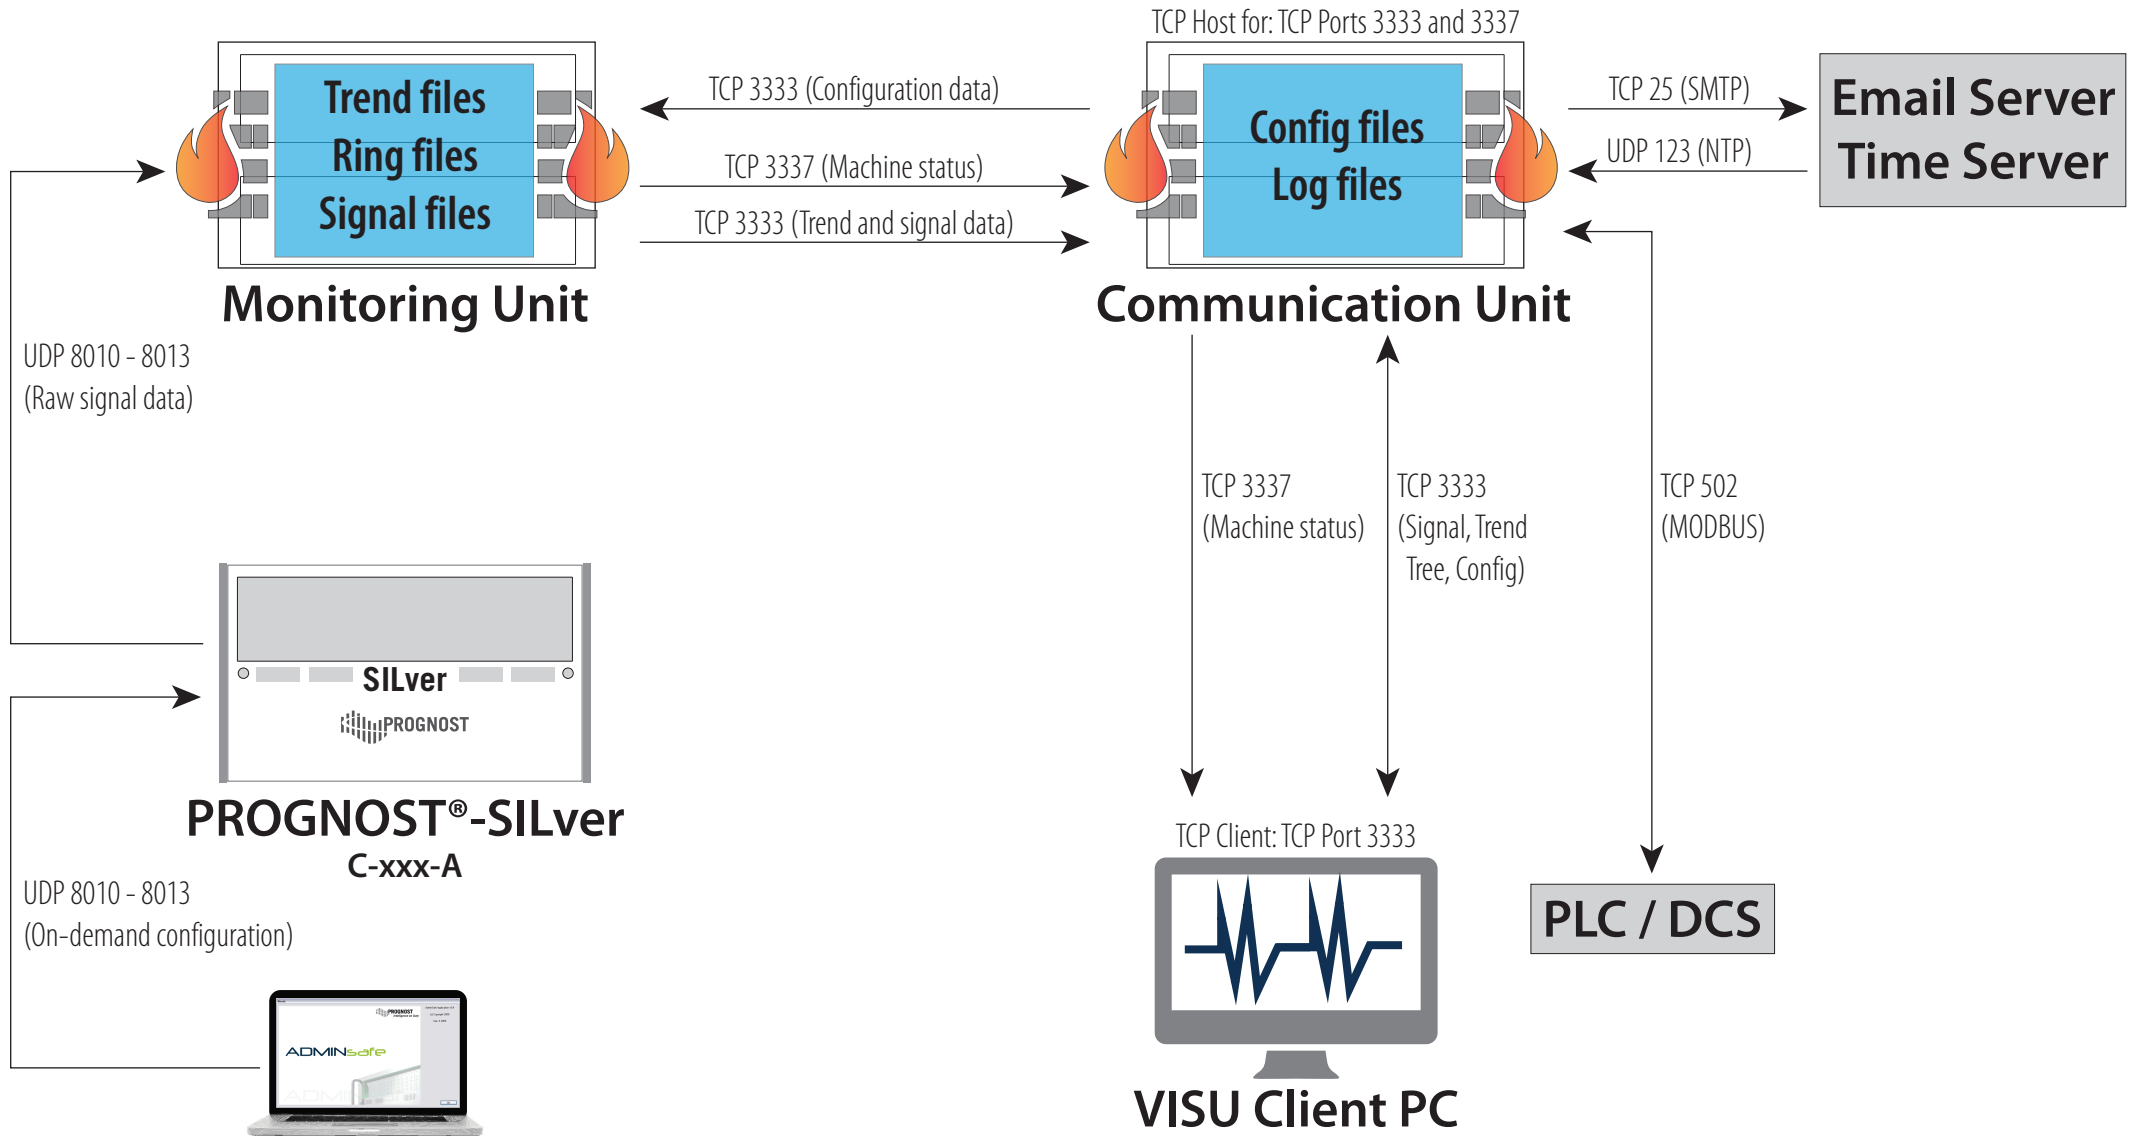 TCP Host for: TCP Ports 3333 and 3337
Trend files
Ring files
Signal files
Monitoring Unit
TCP 3333 (Configuration data)
TCP 3337 (Machine status)
TCP 3333 (Trend and signal data)
Config files
Log files
Communication Unit
TCP 25 (SMTP)
UDP 123 (NTP)
Email Server
Time Server
UDP 8010 - 8013
(Raw signal data)
TCP 3337
(Machine status)
TCP 3333
(Signal, Trend
Tree, Config)
TCP 502
(MODBUS)
SILver
PROGNOST
PROGNOST®-SILver
C-xxx-A
UDP 8010 - 8013
(On-demand configuration)
PROGNOST
ADMINsafe
TCP Client: TCP Port 3333
VISU Client PC
PLC / DCS